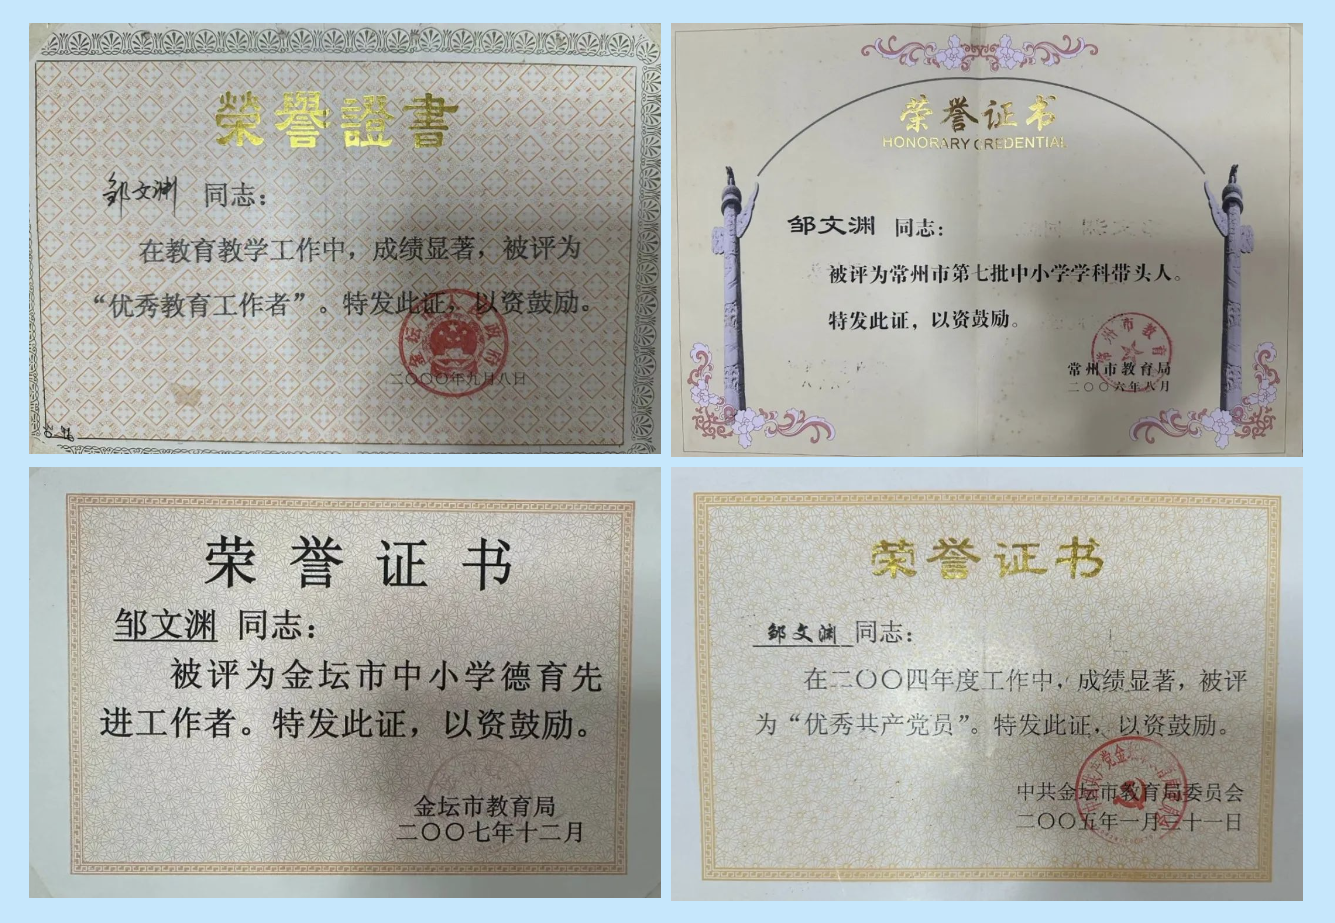 榮譽證書
邹文渊 同志：
在教育教学工作中，成绩显著，被评为
“优秀教育工作者”。特发此证，以资鼓励。
二〇〇〇年九月八日
荣誉证书
HONORARY CREDENTIAL
邹文渊 同志：
被评为常州市第七批中小学学科带头人。
特发此证，以资鼓励。
常州市教育局
二〇〇六年八月
荣誉证书
邹文渊 同志：
被评为金坛市中小学德育先
进工作者。特发此证，以资鼓励。
金坛市教育局
二〇〇七年十二月
荣誉证书
邹文渊 同志：
在二〇〇四年度工作中，成绩显著，被评
为“优秀共产党员”。特发此证，以资鼓励。
中共金坛市教育局委员会
二〇〇五年一月三十一日